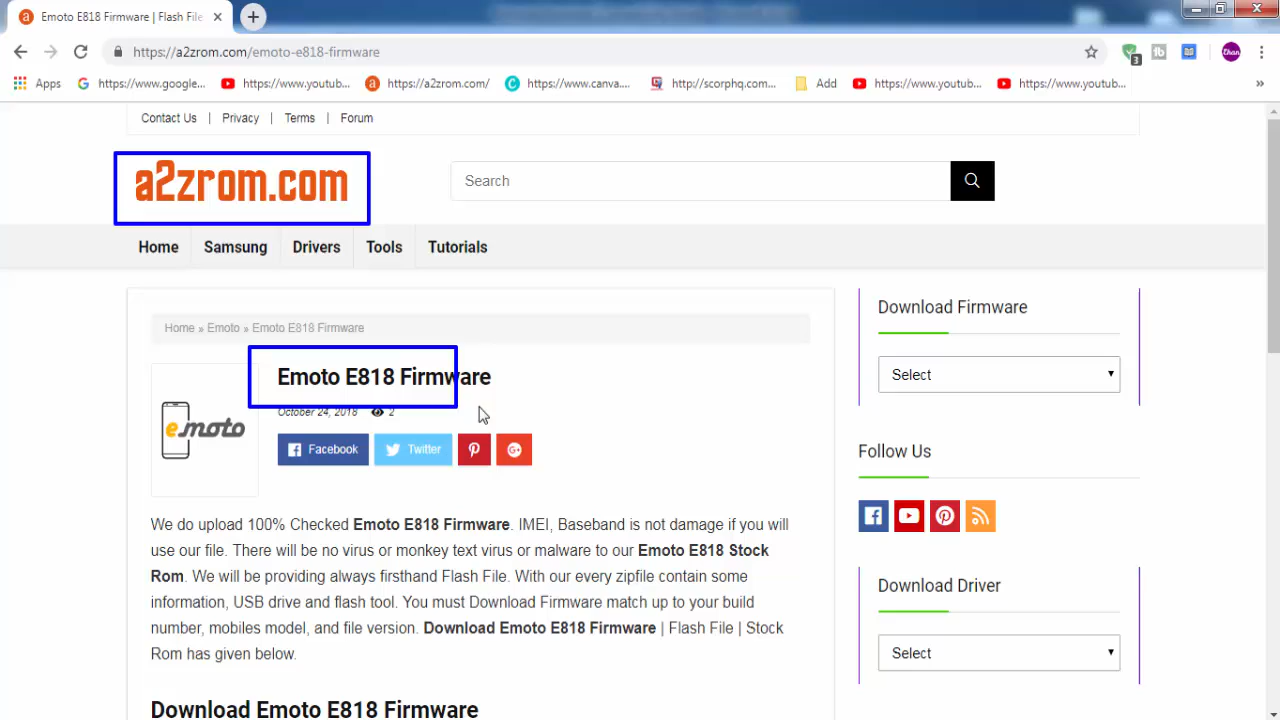 Emoto E818 Firmware | Flash File
https://a2zrom.com/emoto-e818-firmware
3
Ehan
Apps https://www.google... https://www.youtub... https://a2zrom.com/ https://www.canva.... http://scorphq.com... Add https://www.youtub... https://www.youtub... »
Contact Us | Privacy | Terms | Forum
a2zrom.com
Search
Home Samsung Drivers Tools Tutorials
Home » Emoto » Emoto E818 Firmware
Emoto E818 Firmware
October 24, 2018 2
emoto
Facebook Twitter
We do upload 100% Checked Emoto E818 Firmware. IMEI, Baseband is not damage if you will
use our file. There will be no virus or monkey text virus or malware to our Emoto E818 Stock
Rom. We will be providing always firsthand Flash File. With our every zipfile contain some
information, USB drive and flash tool. You must Download Firmware match up to your build
number, mobiles model, and file version. Download Emoto E818 Firmware | Flash File | Stock
Rom has given below.
Download Emoto E818 Firmware
Download Firmware
Select
Follow Us
Download Driver
Select